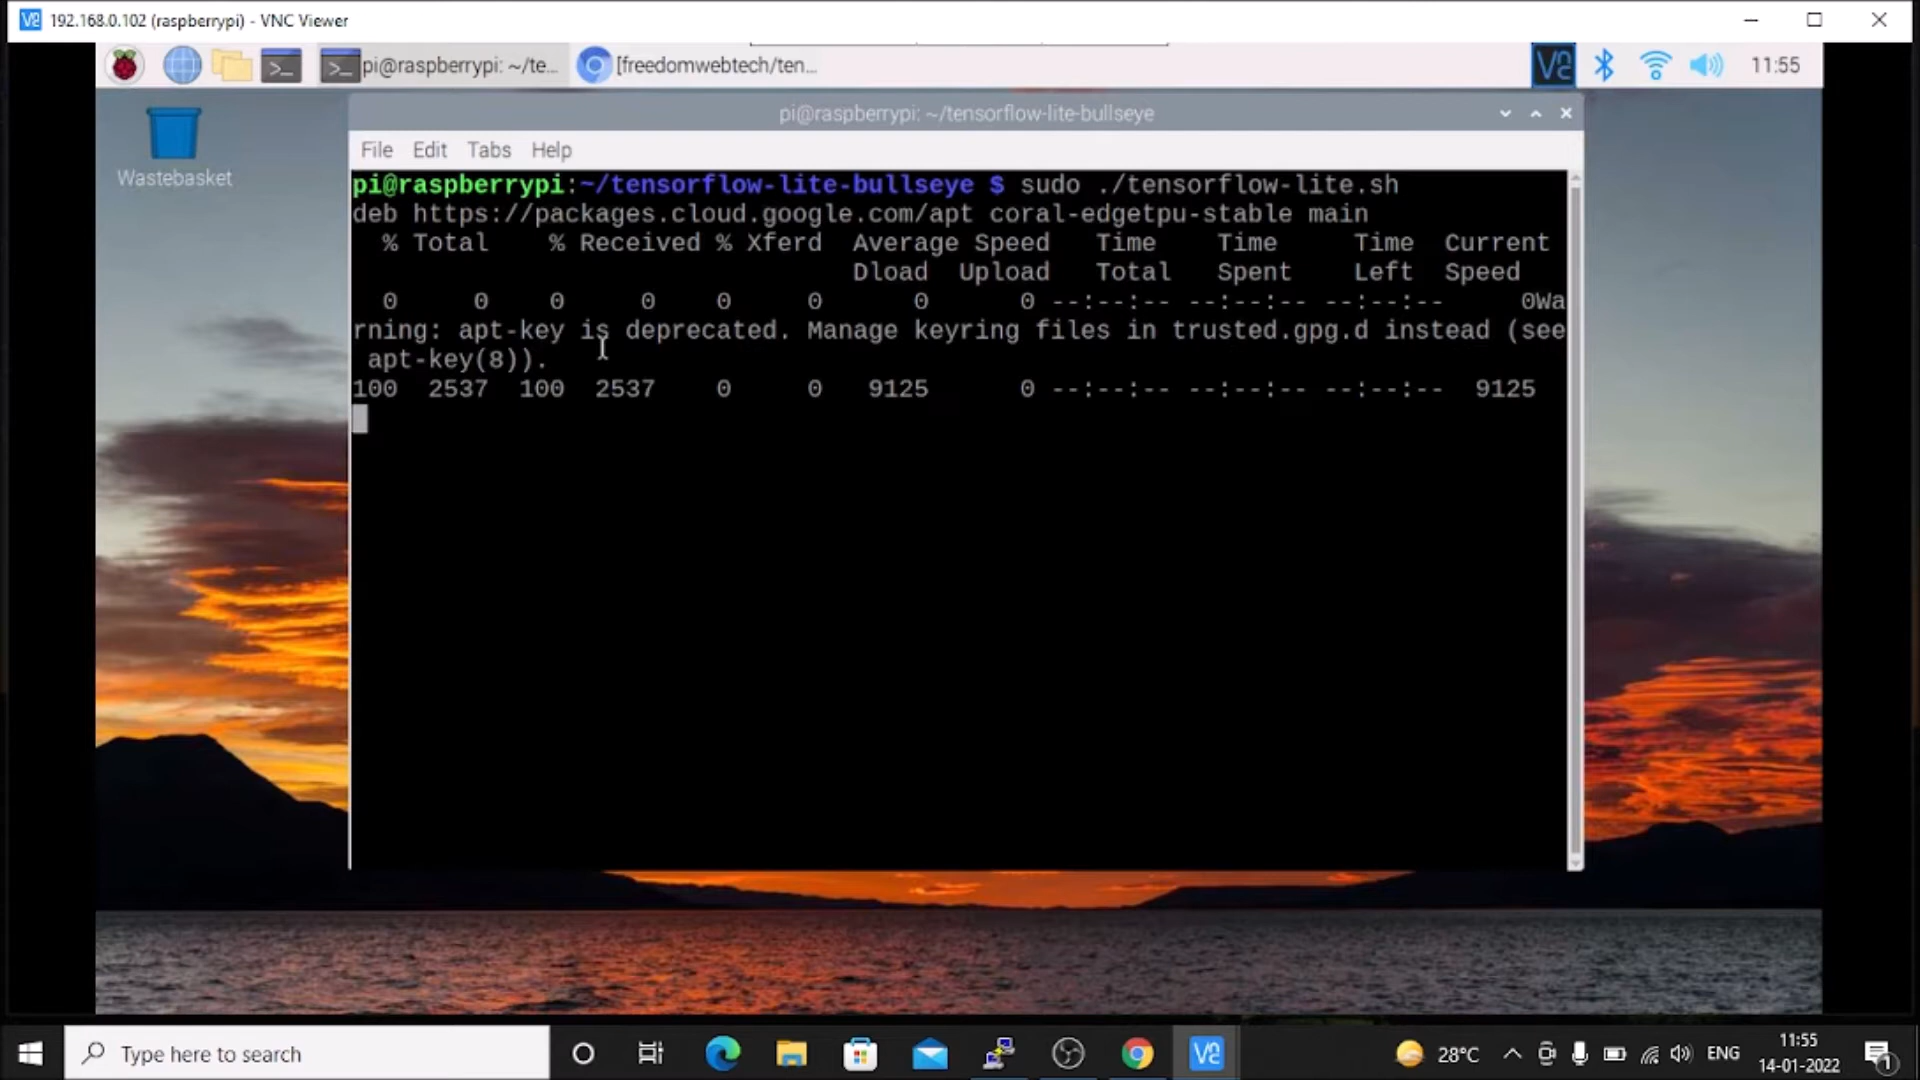 192.168.0.102 (raspberrypi) - VNC Viewer
pi@raspberrypi: ~/te...
[freedomwebtech/ten...
11:55
Wastebasket
pi@raspberrypi: ~/tensorflow-lite-bullseye
File Edit Tabs Help
pi@raspberrypi:~/tensorflow-lite-bullseye $ sudo ./tensorflow-lite.sh
deb https://packages.cloud.google.com/apt coral-edgetpu-stable main
% Total % Received % Xferd Average Speed Time Time Time Current
Dload Upload Total Spent Left Speed
0 0 0 0 0 0 0 0 --:--:-- --:--:-- --:--:-- 0Wa
rning: apt-key is deprecated. Manage keyring files in trusted.gpg.d instead (see
apt-key(8)).
100 2537 100 2537 0 0 9125 0 --:--:-- --:--:-- --:--:-- 9125
Type here to search
28°C
ENG
11:55
14-01-2022
1